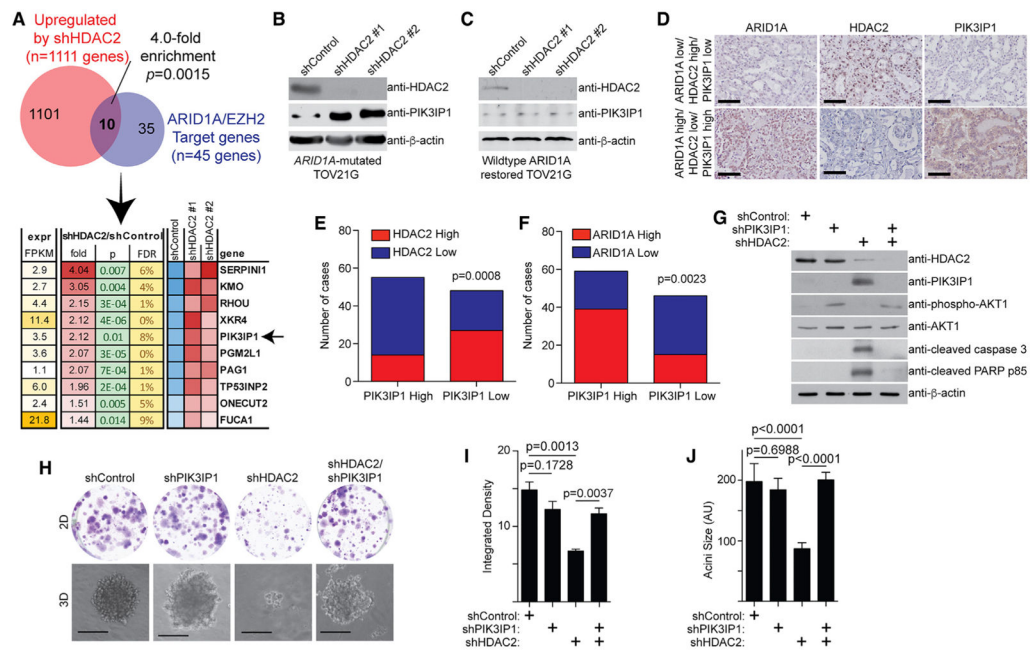 A
Upregulated
by shHDAC2
(n=1111 genes)
4.0-fold
enrichment
p=0.0015
1101
10
35
ARID1A/EZH2
Target genes
(n=45 genes)
expr
shHDAC2/shControl
shControl
shHDAC2 #1
shHDAC2 #2
FPKM
fold
p
FDR
gene
2.9 4.04 0.007 6% SERPINI1
2.7 3.05 0.004 4% KMO
4.4 2.15 3E-04 1% RHOU
11.4 2.12 4E-06 0% XKR4
3.5 2.12 0.01 8% PIK3IP1
3.6 2.07 3E-05 0% PGM2L1
1.1 2.07 7E-04 1% PAG1
6.0 1.96 2E-04 1% TP53INP2
2.4 1.51 0.005 5% ONECUT2
21.8 1.44 0.014 9% FUCA1
B
shControl
shHDAC2 #1
shHDAC2 #2
anti-HDAC2
anti-PIK3IP1
anti-β-actin
ARID1A-mutated
TOV21G
C
shControl
shHDAC2 #1
shHDAC2 #2
anti-HDAC2
anti-PIK3IP1
anti-β-actin
Wildtype ARID1A
restored TOV21G
D
ARID1A HDAC2 PIK3IP1
ARID1A low/
HDAC2 high/
PIK3IP1 low
ARID1A high/
HDAC2 low/
PIK3IP1 high
E
HDAC2 High
HDAC2 Low
p=0.0008
Number of cases
80
60
40
20
0
PIK3IP1 High PIK3IP1 Low
F
ARID1A High
ARID1A Low
p=0.0023
Number of cases
80
60
40
20
0
PIK3IP1 High PIK3IP1 Low
G
shControl: +
shPIK3IP1: + +
shHDAC2: + +
anti-HDAC2
anti-PIK3IP1
anti-phospho-AKT1
anti-AKT1
anti-cleaved caspase 3
anti-cleaved PARP p85
anti-β-actin
H
shControl shPIK3IP1 shHDAC2 shHDAC2/
shPIK3IP1
2D
3D
I
p=0.0013
p=0.1728
p=0.0037
Integrated Density
20
10
0
shControl: +
shPIK3IP1: + +
shHDAC2: + +
J
p<0.0001
p=0.6988
p<0.0001
Acini Size (AU)
200
100
0
shControl: +
shPIK3IP1: + +
shHDAC2: + +